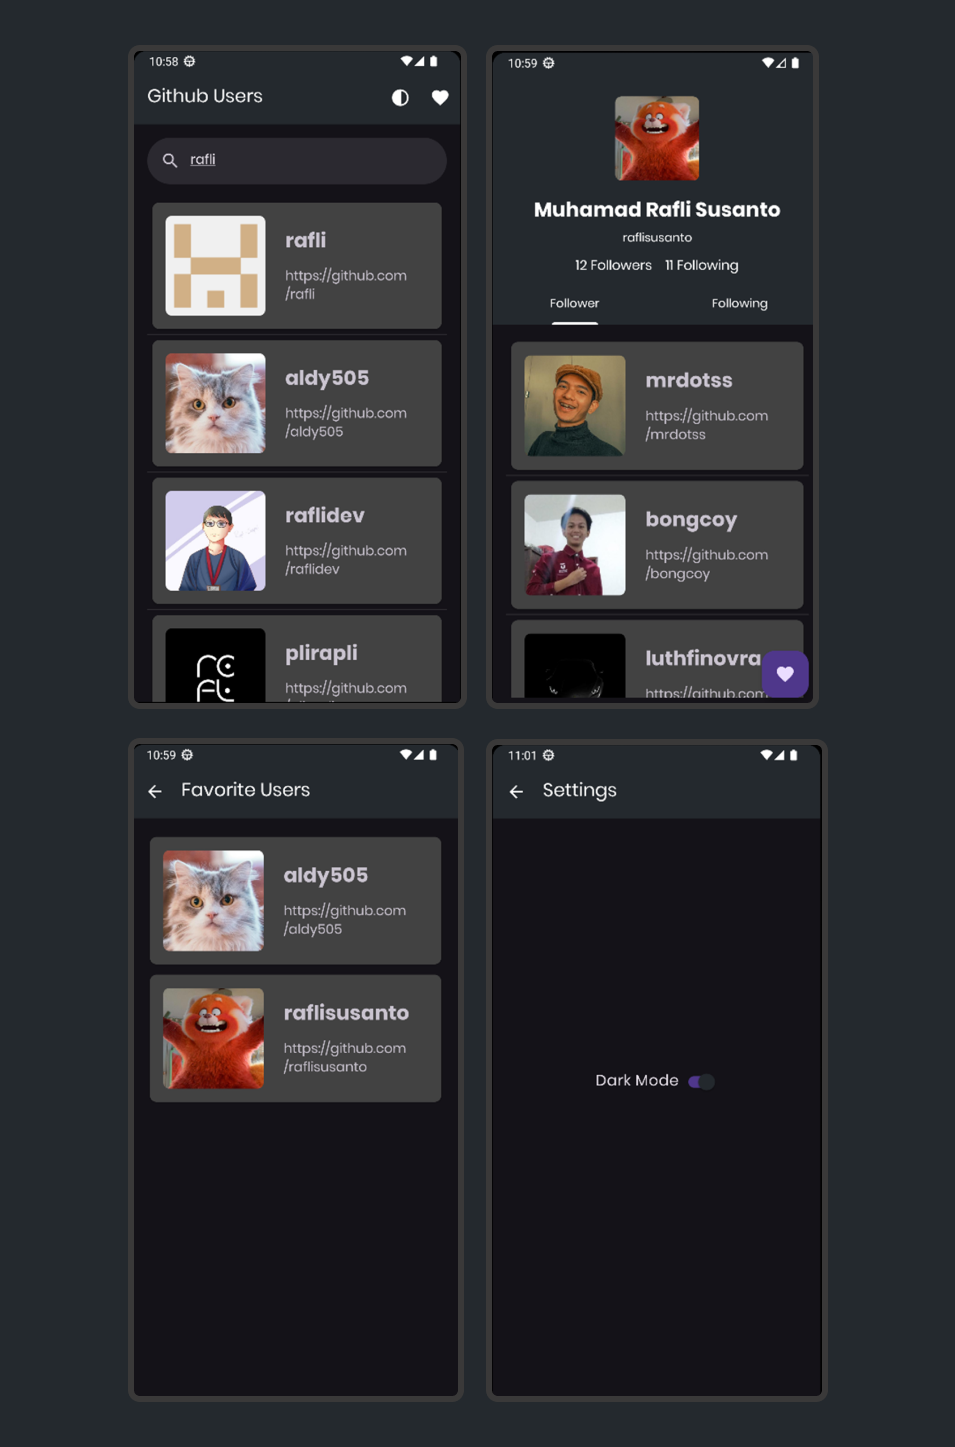 10:58
Github Users
rafli
rafli
https://github.com
/rafli
aldy505
https://github.com
/aldy505
raflidev
https://github.com
/raflidev
plirapli
https://github.com
10:59
Muhamad Rafli Susanto
raflisusanto
12 Followers 11 Following
Follower Following
mrdotss
https://github.com
/mrdotss
bongcoy
https://github.com
/bongcoy
luthfinovra
https://github.com
10:59
Favorite Users
aldy505
https://github.com
/aldy505
raflisusanto
https://github.com
/raflisusanto
11:01
Settings
Dark Mode